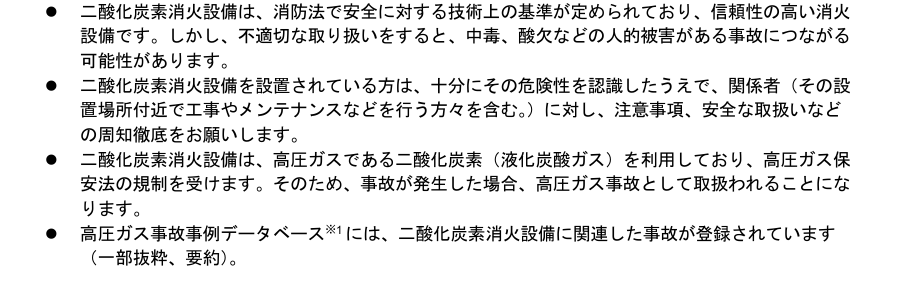 ● 二酸化炭素消火設備は、消防法で安全に対する技術上の基準が定められており、信頼性の高い消火
設備です。しかし、不適切な取り扱いをすると、中毒、酸欠などの人的被害がある事故につながる
可能性があります。
● 二酸化炭素消火設備を設置されている方は、十分にその危険性を認識したうえで、関係者（その設
置場所付近で工事やメンテナンスなどを行う方々を含む。）に対し、注意事項、安全な取扱いなど
の周知徹底をお願いします。
● 二酸化炭素消火設備は、高圧ガスである二酸化炭素（液化炭酸ガス）を利用しており、高圧ガス保
安法の規制を受けます。そのため、事故が発生した場合、高圧ガス事故として取扱われることにな
ります。
● 高圧ガス事故事例データベース※1には、二酸化炭素消火設備に関連した事故が登録されています
（一部抜粋、要約）。